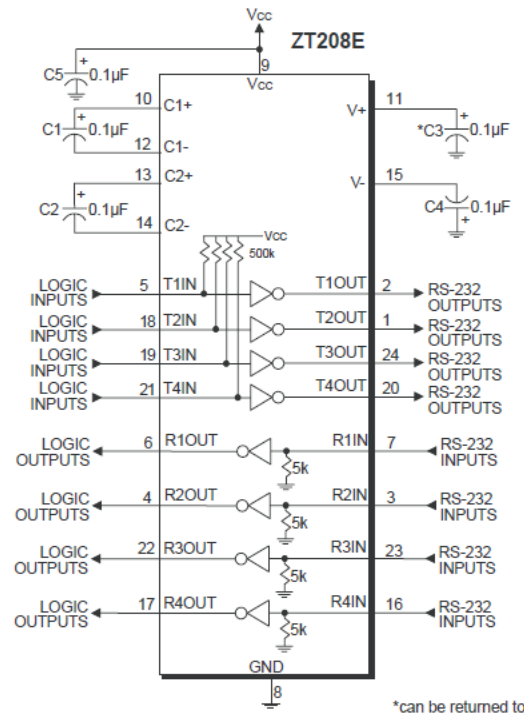 Vcc
ZT208E
C5 + 0.1µF
9
Vcc
10 C1+
C1 + 0.1µF
12 C1-
13 C2+
C2 + 0.1µF
14 C2-
V+ 11
*C3 + 0.1µF
V- 15
C4 0.1µF +
Vcc
500k
LOGIC INPUTS 5 T1IN T1OUT 2 RS-232 OUTPUTS
LOGIC INPUTS 18 T2IN T2OUT 1 RS-232 OUTPUTS
LOGIC INPUTS 19 T3IN T3OUT 24 RS-232 OUTPUTS
LOGIC INPUTS 21 T4IN T4OUT 20 RS-232 OUTPUTS
LOGIC OUTPUTS 6 R1OUT R1IN 7 RS-232 INPUTS
5k
LOGIC OUTPUTS 4 R2OUT R2IN 3 RS-232 INPUTS
5k
LOGIC OUTPUTS 22 R3OUT R3IN 23 RS-232 INPUTS
5k
LOGIC OUTPUTS 17 R4OUT R4IN 16 RS-232 INPUTS
5k
GND
8
*can be returned to